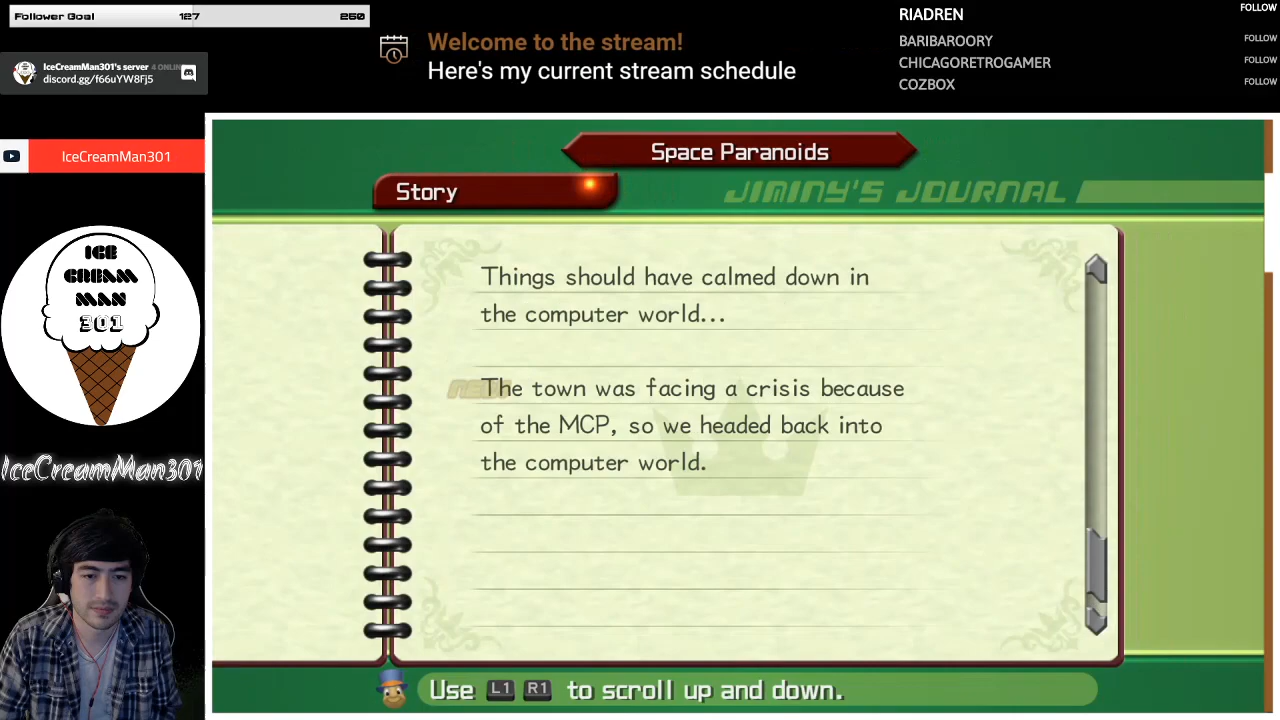 Follower Goal 127 250
IceCreamMan301's server 4 ONLINE
discord.gg/f66uYW8Fj5
Welcome to the stream!
Here's my current stream schedule
RIADREN FOLLOW
BARIBAROORY FOLLOW
CHICAGORETROGAMER FOLLOW
COZBOX FOLLOW
IceCreamMan301
ICE
CREAM
MAN
301
IceCreamMan301
Space Paranoids
Story
JIMINY'S JOURNAL
Things should have calmed down in
the computer world...
NEW
The town was facing a crisis because
of the MCP, so we headed back into
the computer world.
Use L1 R1 to scroll up and down.